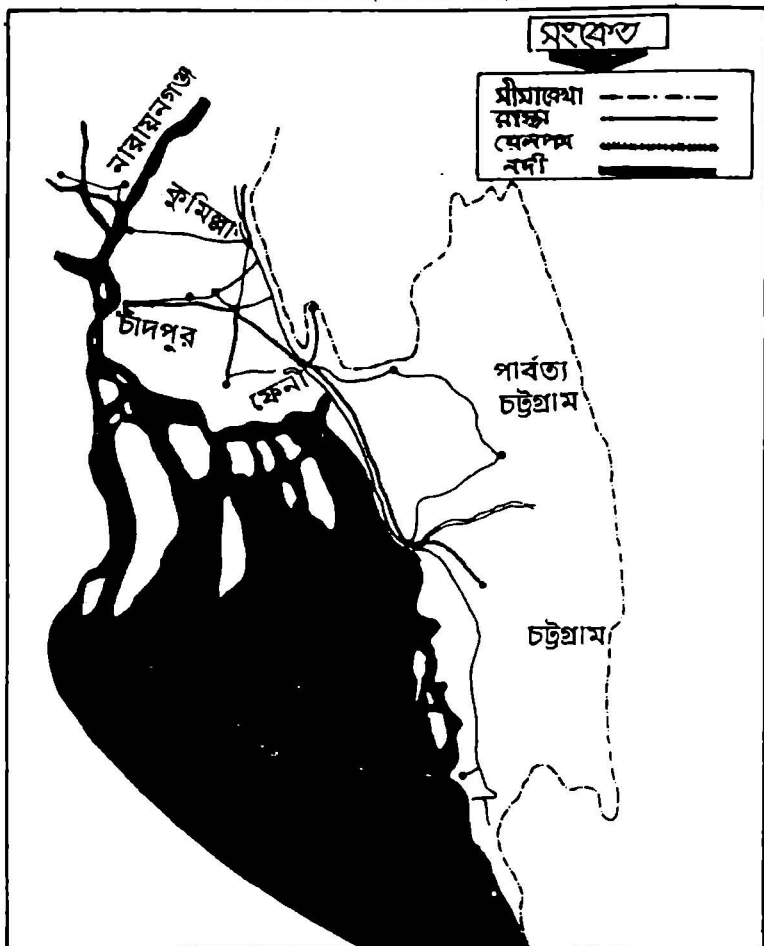 সংকেত
সীমারেখা
রাস্তা
রেলপথ
নদী
নারায়নগঞ্জ
কুমিল্লা
চাঁদপুর
ফেনী
পার্বত্য
চট্টগ্রাম
চট্টগ্রাম